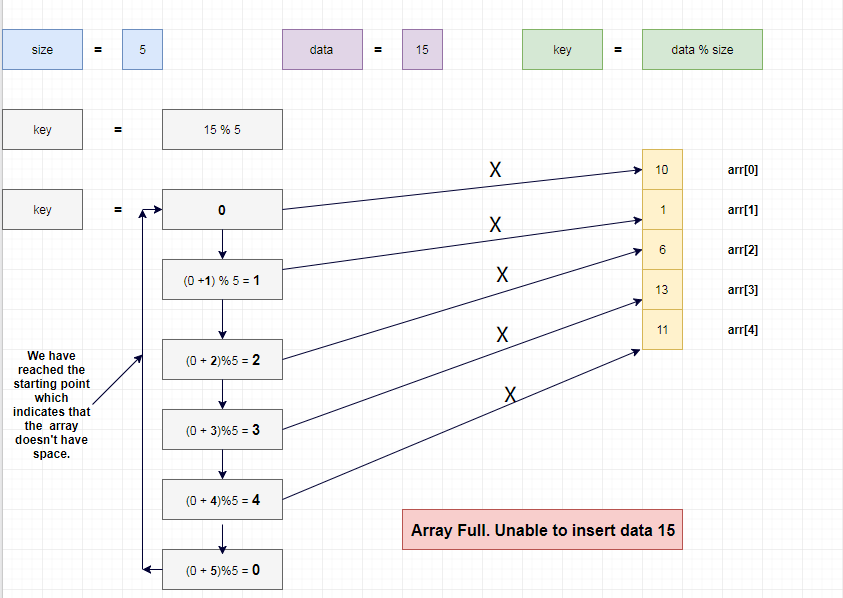 size = 5 data = 15 key = data % size
key = 15 % 5
X 10 arr[0]
key = 0 1 arr[1]
X
6 arr[2]
(0 +1) % 5 = 1 X
13 arr[3]
X 11 arr[4]
We have
reached the
starting point
which
indicates that
the array
doesn't have
space.
(0 + 2)%5 = 2
X
(0 + 3)%5 = 3
(0 + 4)%5 = 4
Array Full. Unable to insert data 15
(0 + 5)%5 = 0